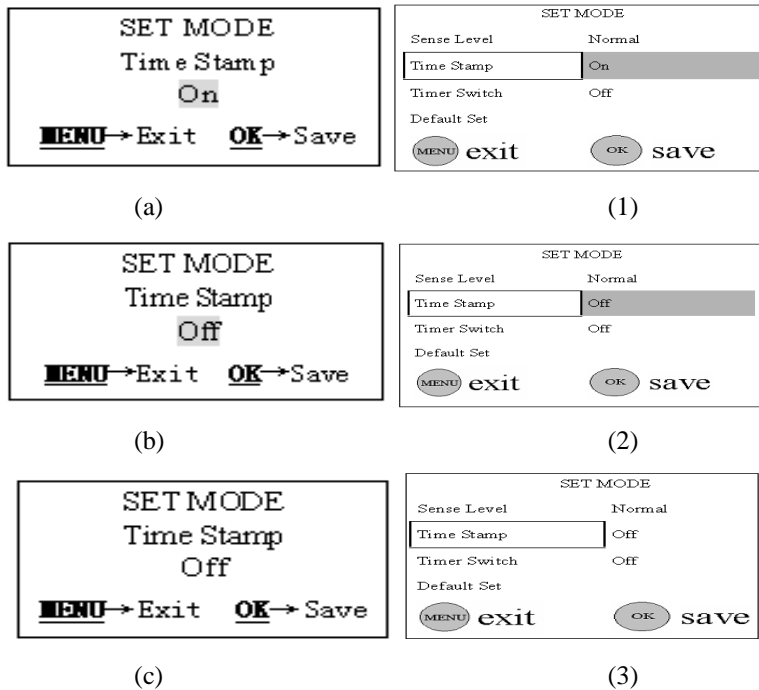 SET MODE
Time Stamp
On
MENU→Exit OK→Save
(a)
SET MODE
Sense Level Normal
Time Stamp On
Timer Switch Off
Default Set
MENU exit OK save
(1)
SET MODE
Time Stamp
Off
MENU→Exit OK→Save
(b)
SET MODE
Sense Level Normal
Time Stamp Off
Timer Switch Off
Default Set
MENU exit OK save
(2)
SET MODE
Time Stamp
Off
MENU→Exit OK→Save
(c)
SET MODE
Sense Level Normal
Time Stamp Off
Timer Switch Off
Default Set
MENU exit OK save
(3)